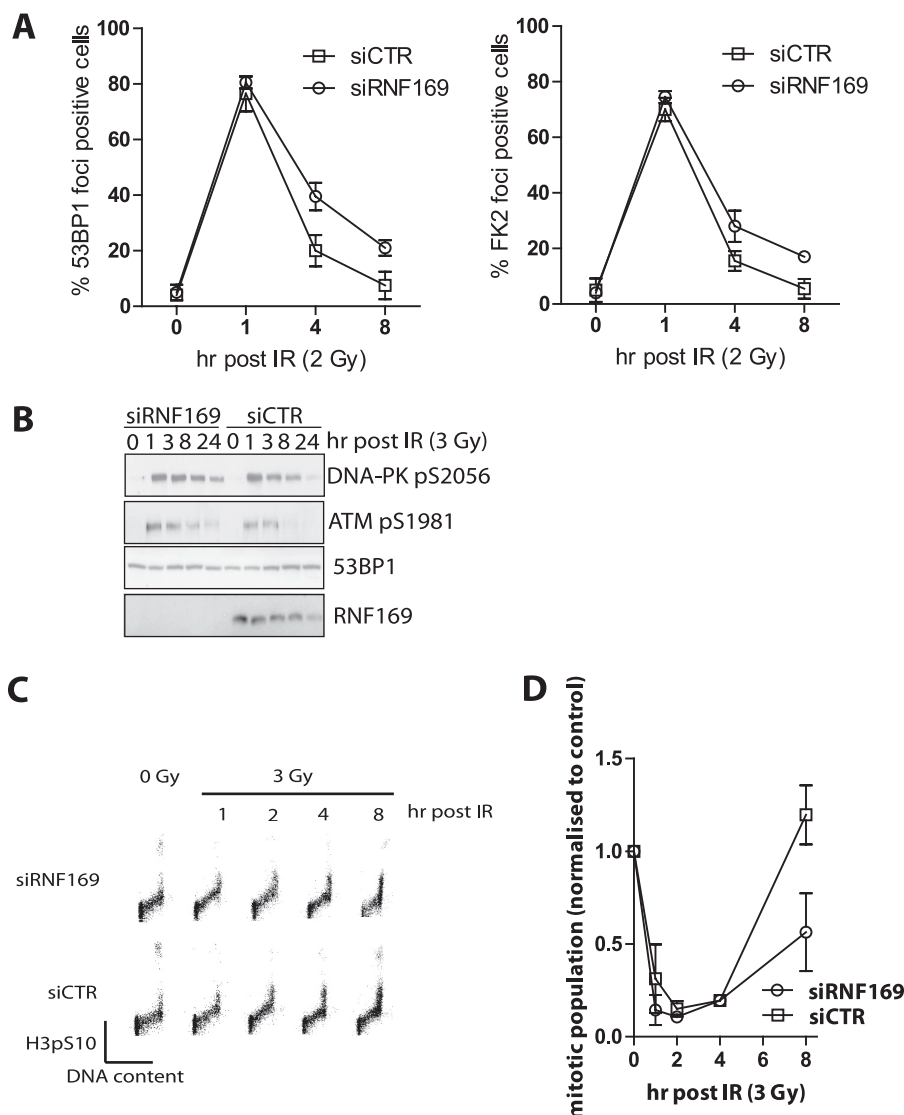 A
% 53BP1 foci positive cells
100
80
60
40
20
0
0 1 4 8
hr post IR (2 Gy)
siCTR
siRNF169
% FK2 foci positive cells
100
80
60
40
20
0
0 1 4 8
hr post IR (2 Gy)
siCTR
siRNF169
B
siRNF169 siCTR
0 1 3 8 24 0 1 3 8 24 hr post IR (3 Gy)
DNA-PK pS2056
ATM pS1981
53BP1
RNF169
C
0 Gy 3 Gy
1 2 4 8 hr post IR
siRNF169
siCTR
H3pS10
DNA content
D
mitotic population (normalised to control)
1.5
1.0
0.5
0.0
0 2 4 6 8
hr post IR (3 Gy)
siRNF169
siCTR